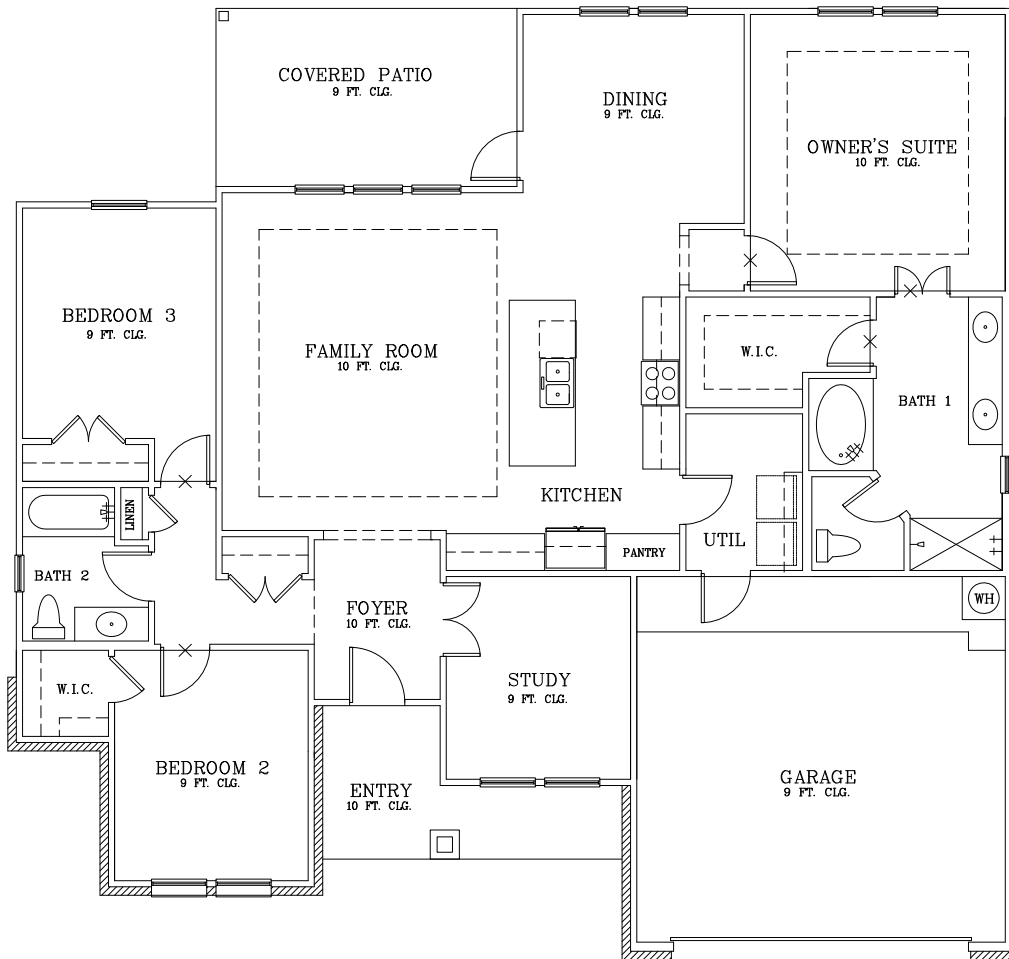 COVERED PATIO
9 FT. CLG.
DINING
9 FT. CLG.
OWNER'S SUITE
10 FT. CLG.
BEDROOM 3
9 FT. CLG.
FAMILY ROOM
10 FT. CLG.
W.I.C.
BATH 1
KITCHEN
LINEN
UTIL
PANTRY
BATH 2
FOYER
10 FT. CLG.
WH
W.I.C.
STUDY
9 FT. CLG.
BEDROOM 2
9 FT. CLG.
ENTRY
10 FT. CLG.
GARAGE
9 FT. CLG.